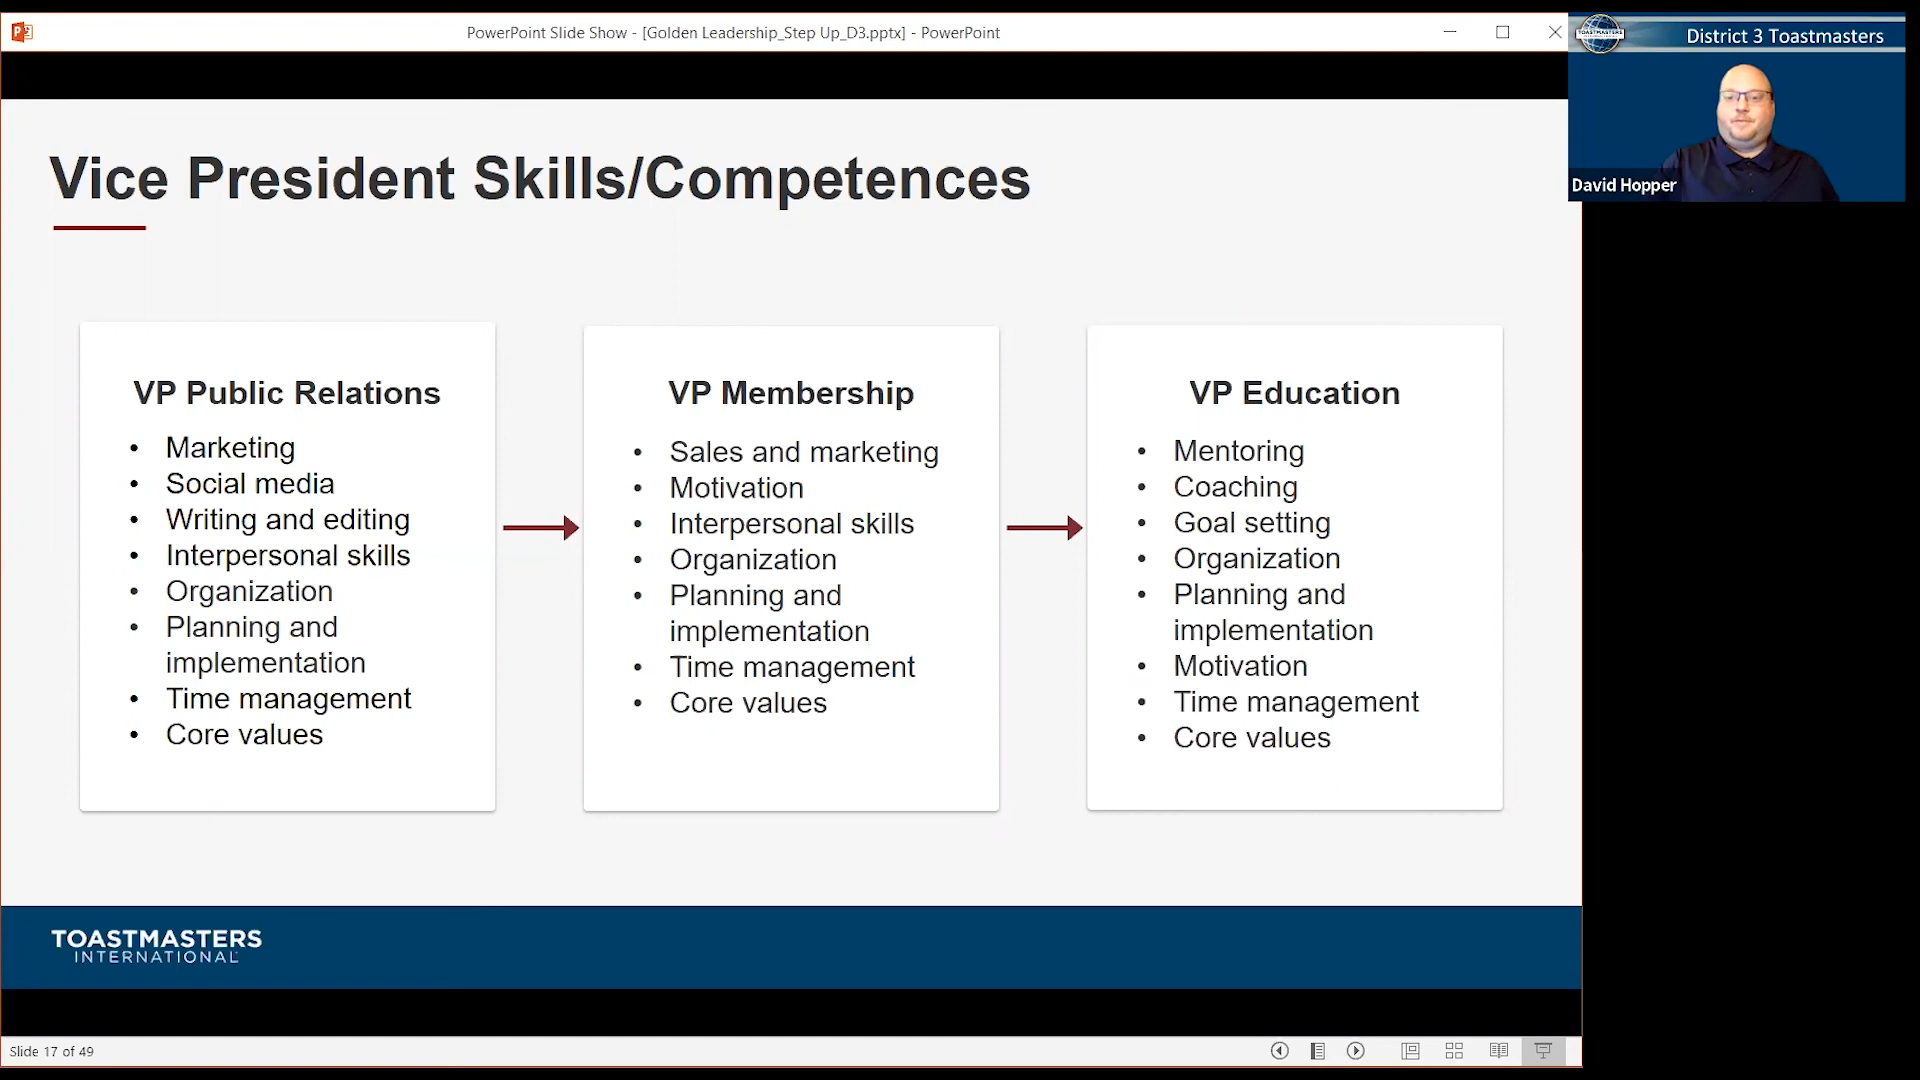 PowerPoint Slide Show - [Golden Leadership_Step Up_D3.pptx] - PowerPoint
TOASTMASTERS
District 3 Toastmasters
David Hopper
Vice President Skills/Competences
VP Public Relations
• Marketing
• Social media
• Writing and editing
• Interpersonal skills
• Organization
• Planning and
implementation
• Time management
• Core values
VP Membership
• Sales and marketing
• Motivation
• Interpersonal skills
• Organization
• Planning and
implementation
• Time management
• Core values
VP Education
• Mentoring
• Coaching
• Goal setting
• Organization
• Planning and
implementation
• Motivation
• Time management
• Core values
TOASTMASTERS
INTERNATIONAL
Slide 17 of 49